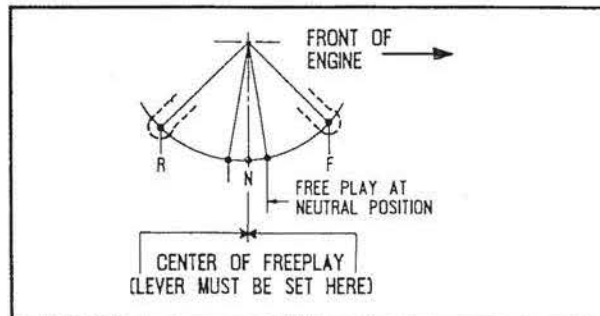 FRONT OF
ENGINE
R
N
F
FREE PLAY AT
NEUTRAL POSITION
CENTER OF FREEPLAY
(LEVER MUST BE SET HERE)